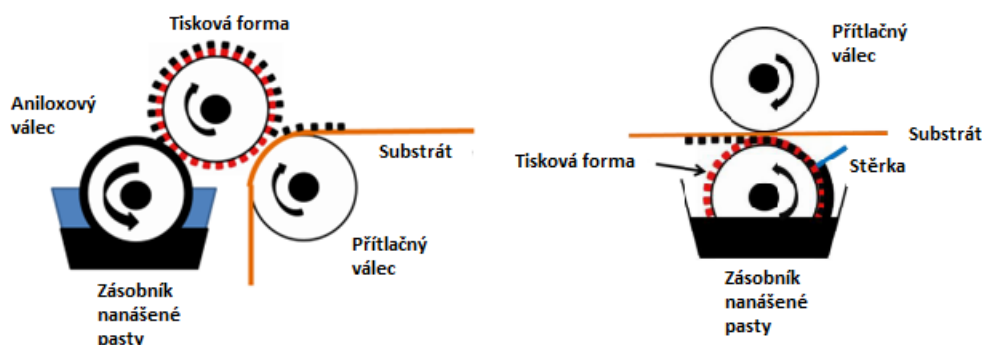 Tisková forma
Aniloxový
válec
Substrát
Přítlačný
válec
Zásobník
nanášené
pasty
Přítlačný
válec
Substrát
Tisková forma
Stěrka
Zásobník
nanášené
pasty